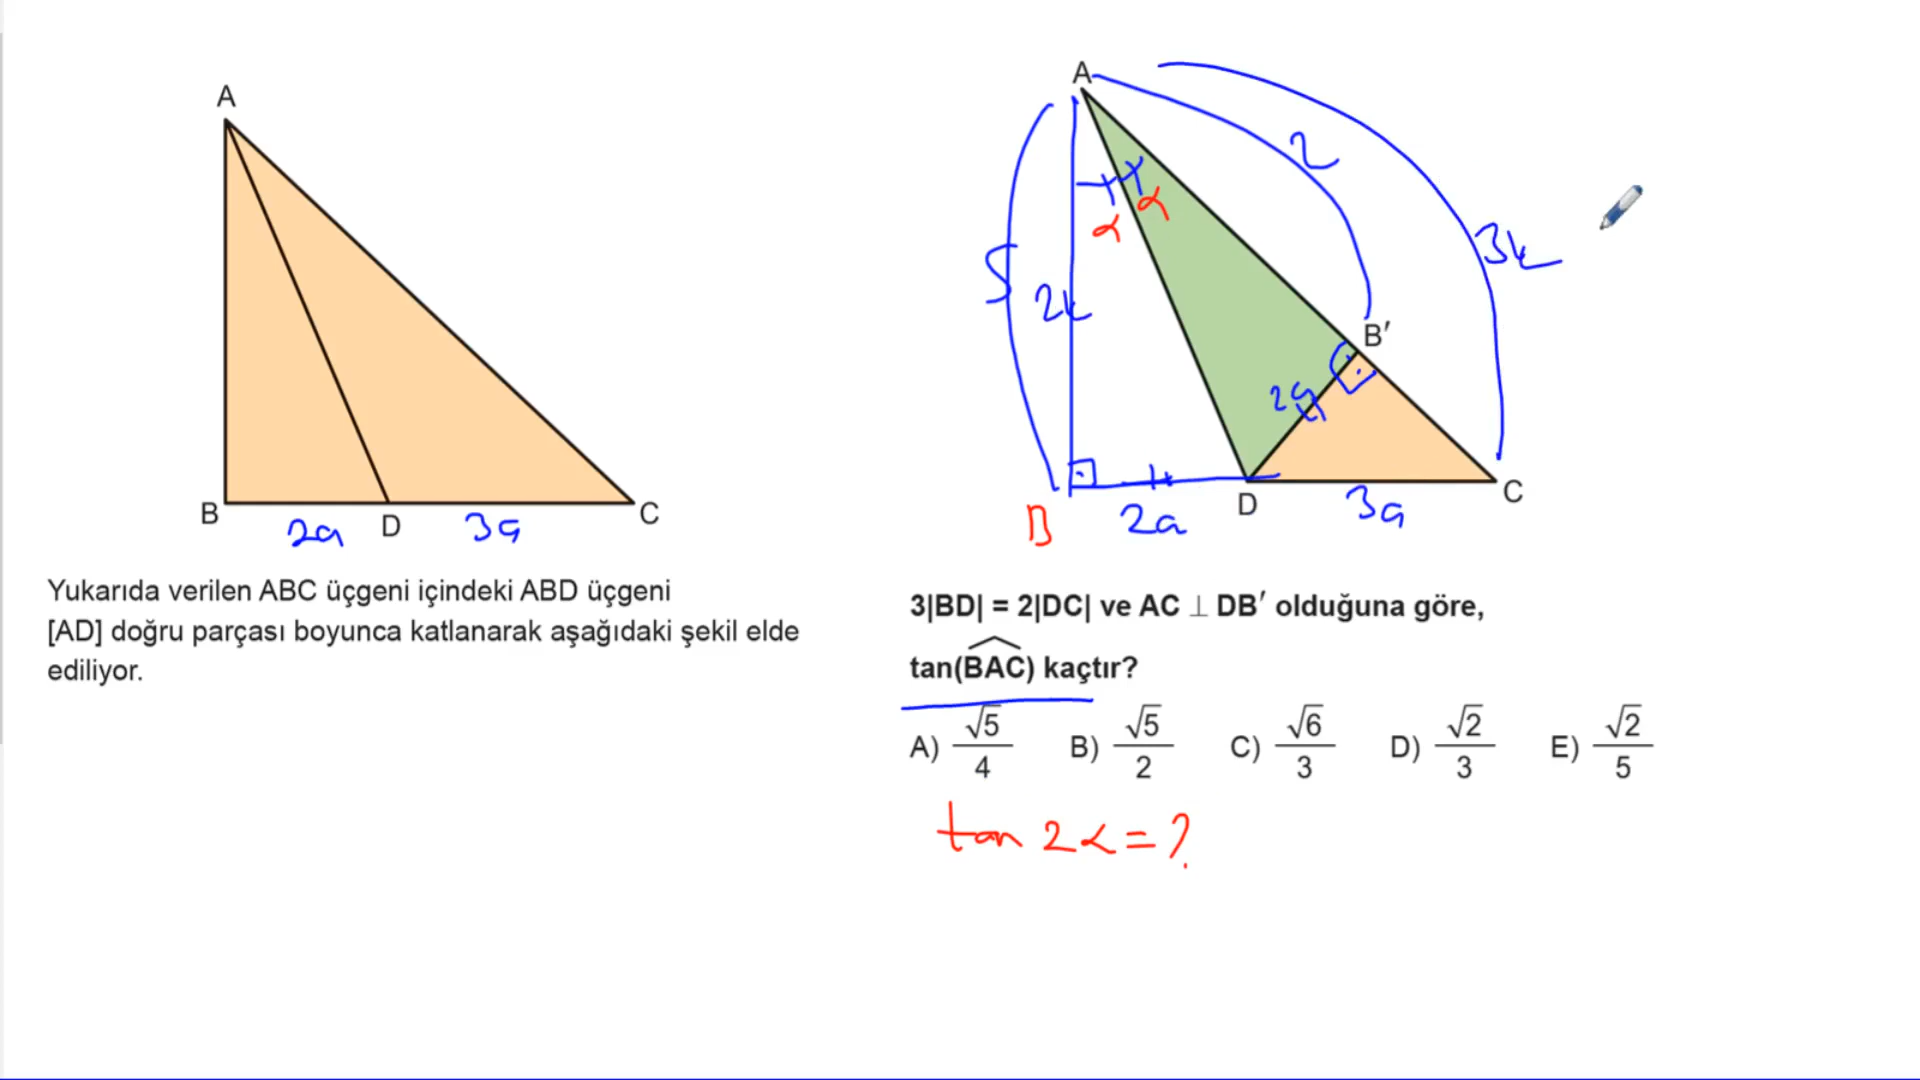 A
B
D
C
2a
3a
A
2
3k
α
α
2k
B'
2a
B
2a
D
3a
C
Yukarıda verilen ABC üçgeni içindeki ABD üçgeni
[AD] doğru parçası boyunca katlanarak aşağıdaki şekil elde
ediliyor.
3|BD| = 2|DC| ve AC ⊥ DB' olduğuna göre,
tan(BAC) kaçtır?
A) √5/4 B) √5/2 C) √6/3 D) √2/3 E) √2/5
tan 2α = ?